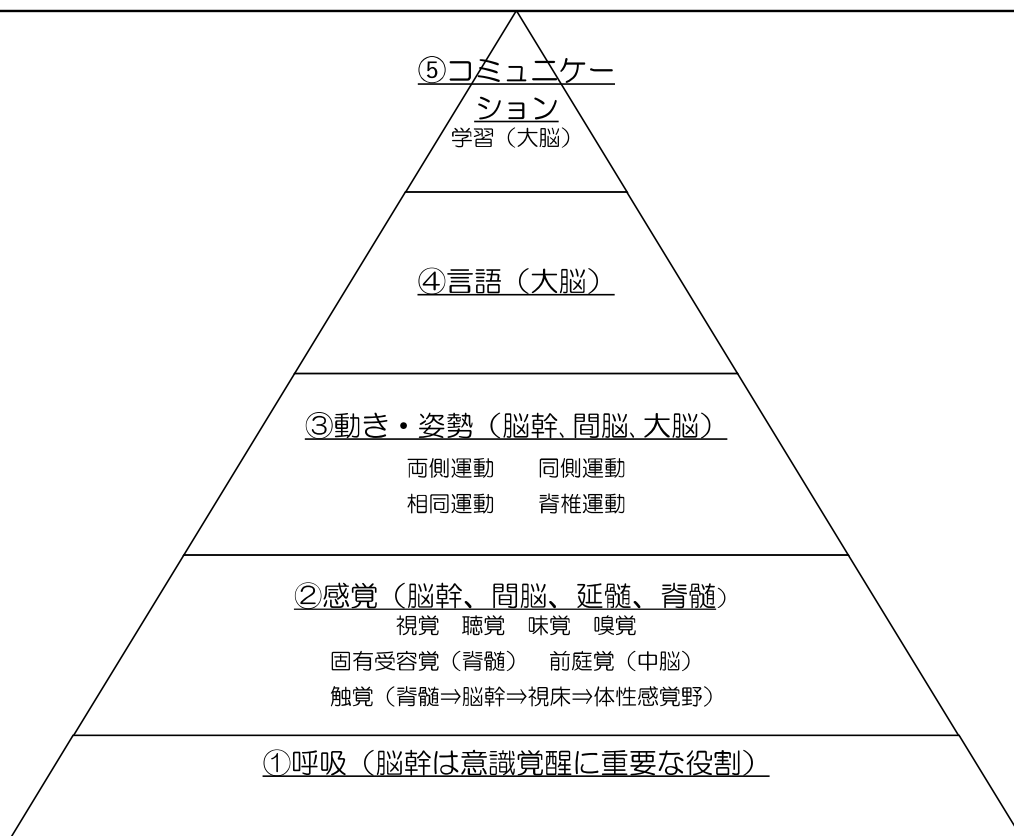 ⑤コミュニケー
ション
学習（大脳）
④言語（大脳）
③動き・姿勢（脳幹、間脳、大脳）
両側運動　同側運動
相同運動　脊椎運動
②感覚（脳幹、間脳、延髄、脊髄）
視覚　聴覚　味覚　嗅覚
固有受容覚（脊髄）　前庭覚（中脳）
触覚（脊髄⇒脳幹⇒視床⇒体性感覚野）
①呼吸（脳幹は意識覚醒に重要な役割）